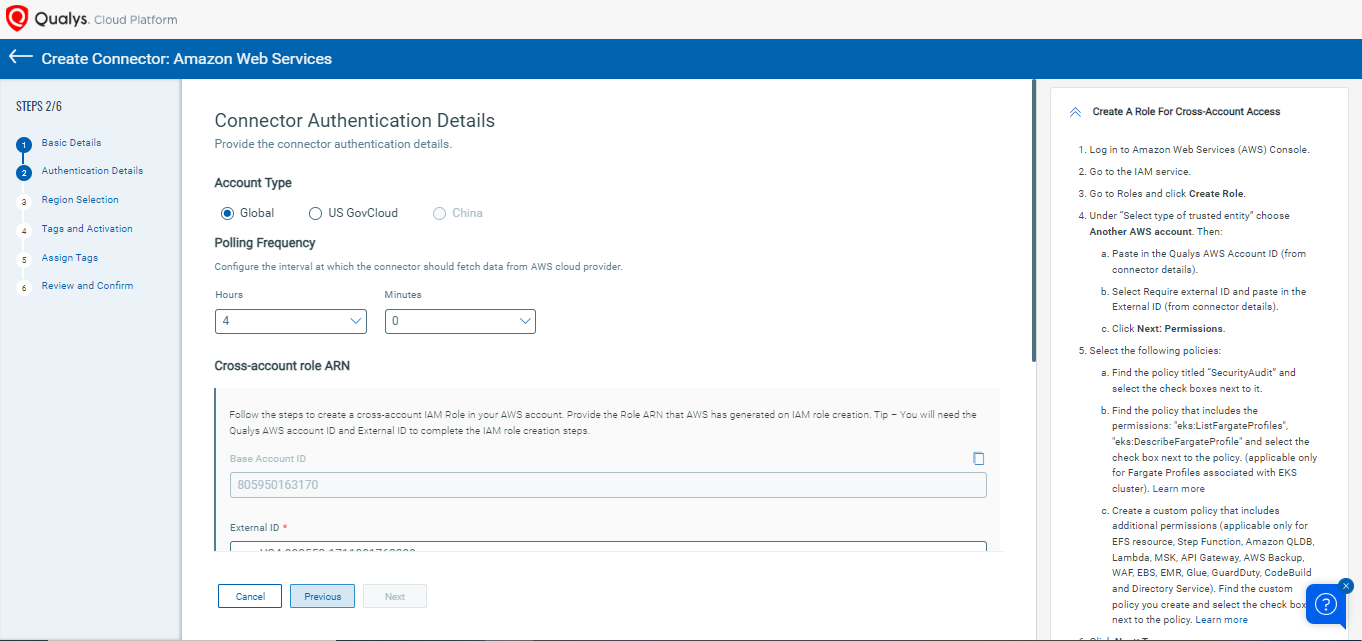 Qualys. Cloud Platform
Create Connector: Amazon Web Services
STEPS 2/6
1 Basic Details
2 Authentication Details
3 Region Selection
4 Tags and Activation
5 Assign Tags
6 Review and Confirm
Connector Authentication Details
Provide the connector authentication details.
Account Type
Global US GovCloud China
Polling Frequency
Configure the interval at which the connector should fetch data from AWS cloud provider.
Hours Minutes
4 0
Cross-account role ARN
Follow the steps to create a cross-account IAM Role in your AWS account. Provide the Role ARN that AWS has generated on IAM role creation. Tip – You will need the
Qualys AWS account ID and External ID to complete the IAM role creation steps.
Base Account ID
805950163170
External ID *
Cancel Previous Next
Create A Role For Cross-Account Access
1. Log in to Amazon Web Services (AWS) Console.
2. Go to the IAM service.
3. Go to Roles and click Create Role.
4. Under “Select type of trusted entity” choose
Another AWS account. Then:
a. Paste in the Qualys AWS Account ID (from
connector details).
b. Select Require external ID and paste in the
External ID (from connector details).
c. Click Next: Permissions.
5. Select the following policies:
a. Find the policy titled “SecurityAudit” and
select the check boxes next to it.
b. Find the policy that includes the
permissions: "eks:ListFargateProfiles",
"eks:DescribeFargateProfile" and select the
check box next to the policy. (applicable only
for Fargate Profiles associated with EKS
cluster). Learn more
c. Create a custom policy that includes
additional permissions (applicable only for
EFS resource, Step Function, Amazon QLDB,
Lambda, MSK, API Gateway, AWS Backup,
WAF, EBS, EMR, Glue, GuardDuty, CodeBuild
and Directory Service). Find the custom
policy you create and select the check box
next to the policy. Learn more